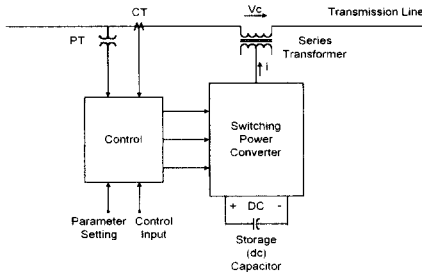 CT
Vc
Transmission Line
PT
Series
Transformer
i
Control
Switching
Power
Converter
+ DC -
Parameter
Setting
Control
Input
Storage
(dc)
Capacitor